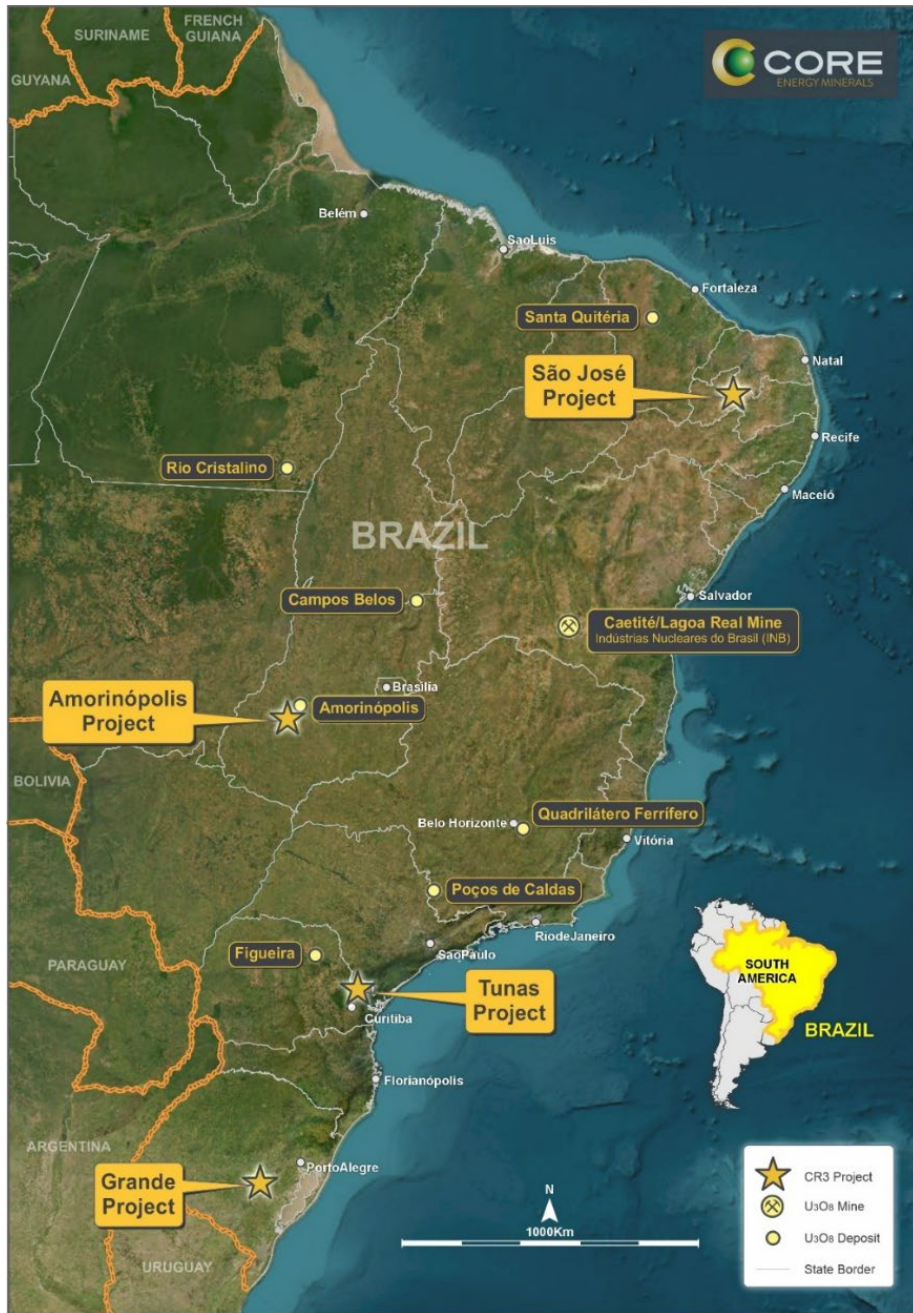 SURINAME
FRENCH
GUIANA
GUYANA
CORE
ENERGY MINERALS
Belém
SaoLuis
Fortaleza
Santa Quitéria
Natal
São José
Project
Recife
Rio Cristalino
Maceió
BRAZIL
Campos Belos
Salvador
Caetité/Lagoa Real Mine
Indústrias Nucleares do Brasil (INB)
Brasília
Amorinópolis
Project
Amorinópolis
BOLIVIA
Quadrilátero Ferrífero
Belo Horizonte
Vitória
Poços de Caldas
RiodeJaneiro
SaoPaulo
Figueira
PARAGUAY
Tunas
Project
Curitiba
SOUTH
AMERICA
BRAZIL
Florianópolis
ARGENTINA
PortoAlegre
Grande
Project
URUGUAY
N
1000Km
CR3 Project
U3O8 Mine
U3O8 Deposit
State Border